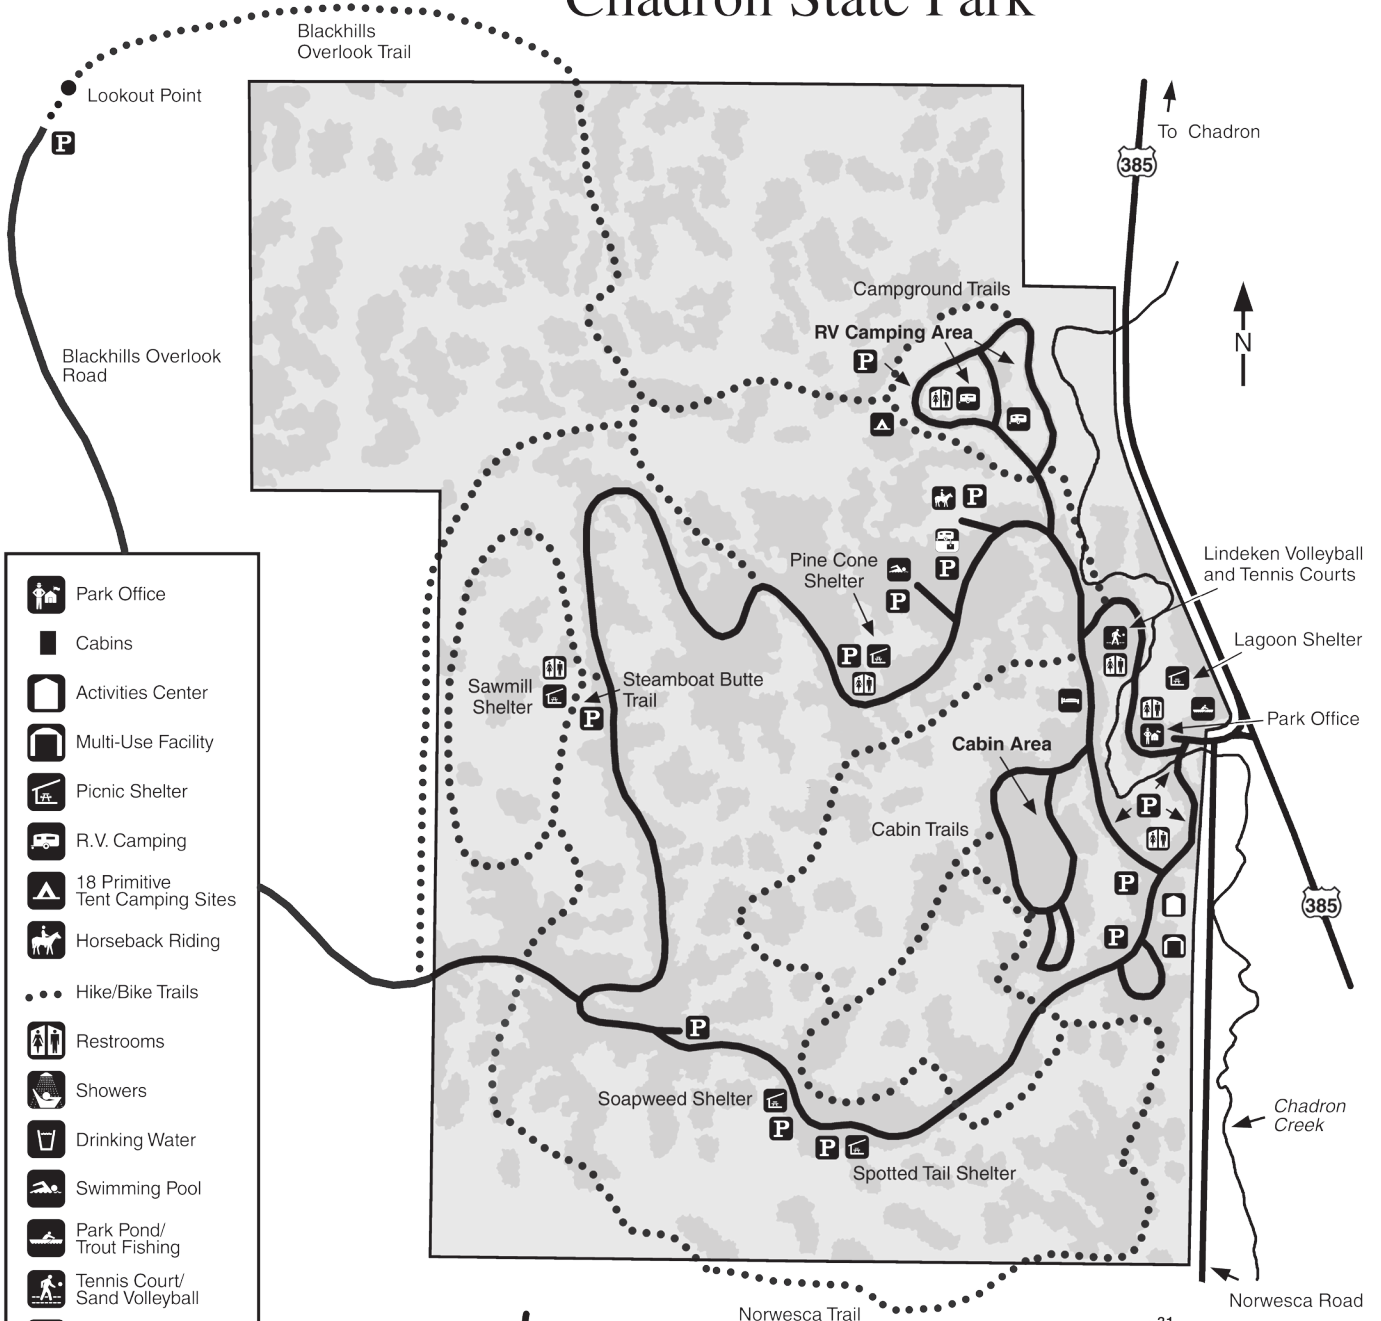 Chadron State Park
Blackhills
Overlook Trail
Lookout Point
P
To Chadron
385
Campground Trails
N
RV Camping Area
P
Blackhills Overlook
Road
P
Lindeken Volleyball
and Tennis Courts
Pine Cone
Shelter
P
P
Lagoon Shelter
P
Steamboat Butte
Trail
Sawmill
Shelter
P
Park Office
Cabin Area
P
Cabin Trails
P
385
P
P
Soapweed Shelter
P
P
Spotted Tail Shelter
Chadron
Creek
Norwesca Road
Norwesca Trail
Park Office
Cabins
Activities Center
Multi-Use Facility
Picnic Shelter
R.V. Camping
18 Primitive
Tent Camping Sites
Horseback Riding
Hike/Bike Trails
Restrooms
Showers
Drinking Water
Swimming Pool
Park Pond/
Trout Fishing
Tennis Court/
Sand Volleyball